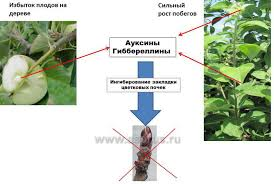 Избыток плодов на
дереве
Сильный
рост побегов
Ауксины
Гиббереллины
Ингибирование закладки
цветковых почек